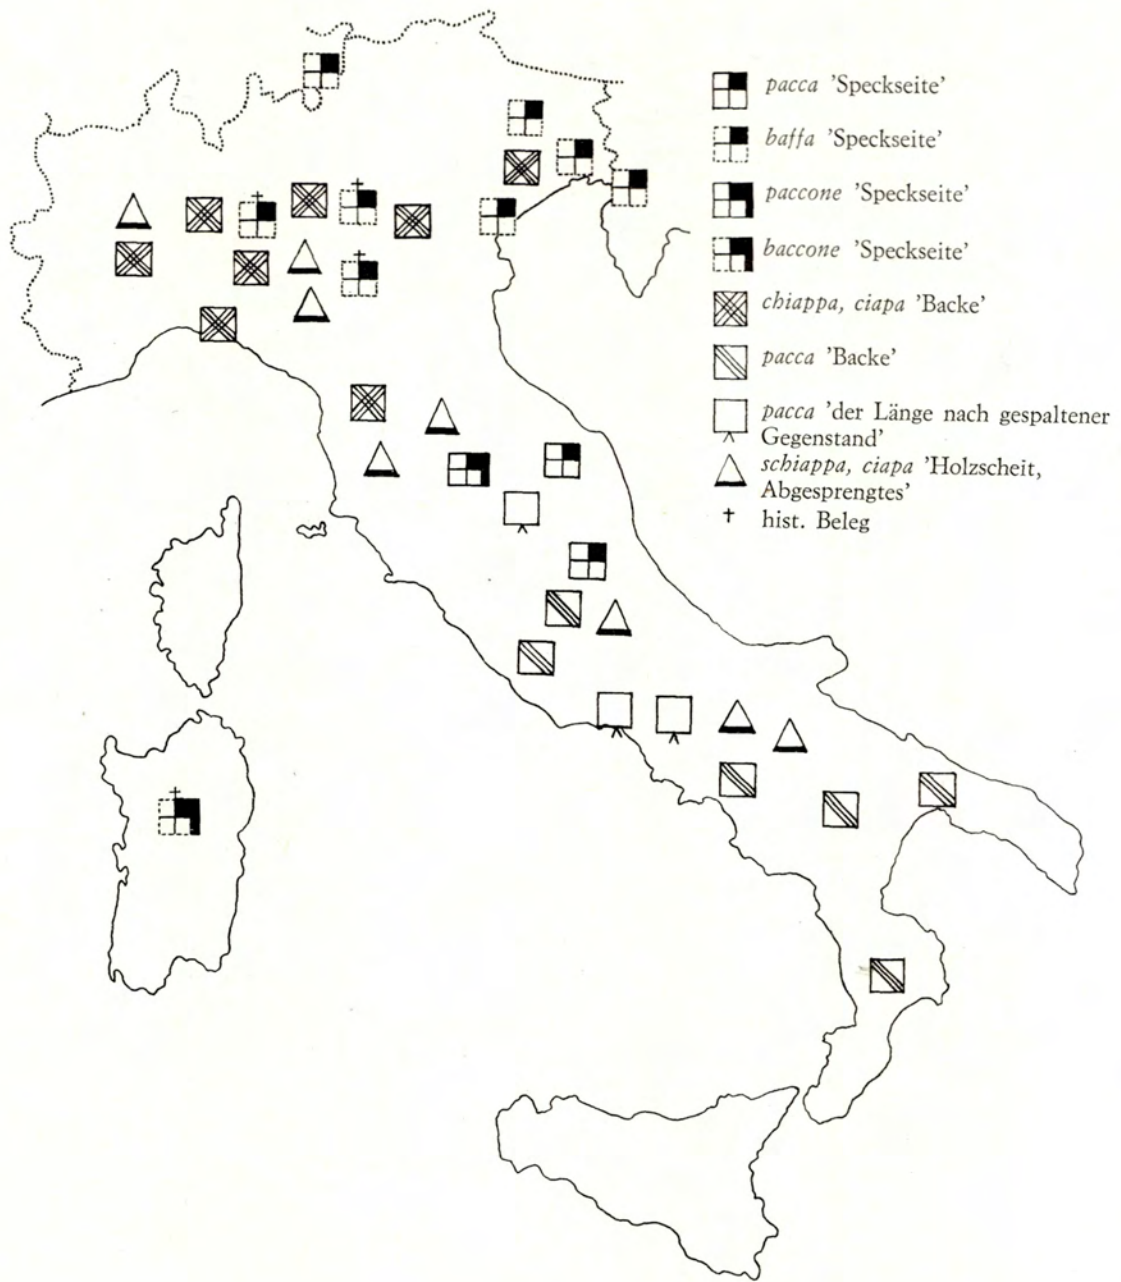 pacca 'Speckseite'
baffa 'Speckseite'
paccone 'Speckseite'
baccone 'Speckseite'
chiappa, ciapa 'Backe'
pacca 'Backe'
pacca 'der Länge nach gespaltener
Gegenstand'
schiappa, ciapa 'Holzscheit,
Abgesprengtes'
† hist. Beleg